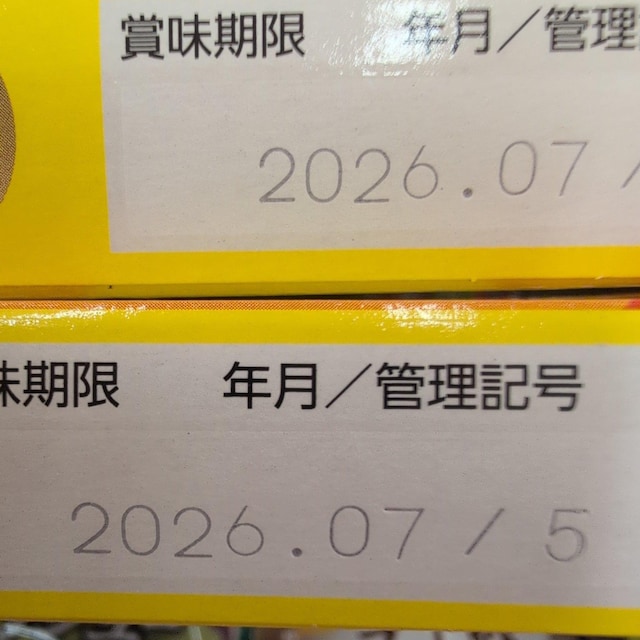 賞味期限 年月／管理
2026.07 /
味期限 年月／管理記号
2026.07 / 5